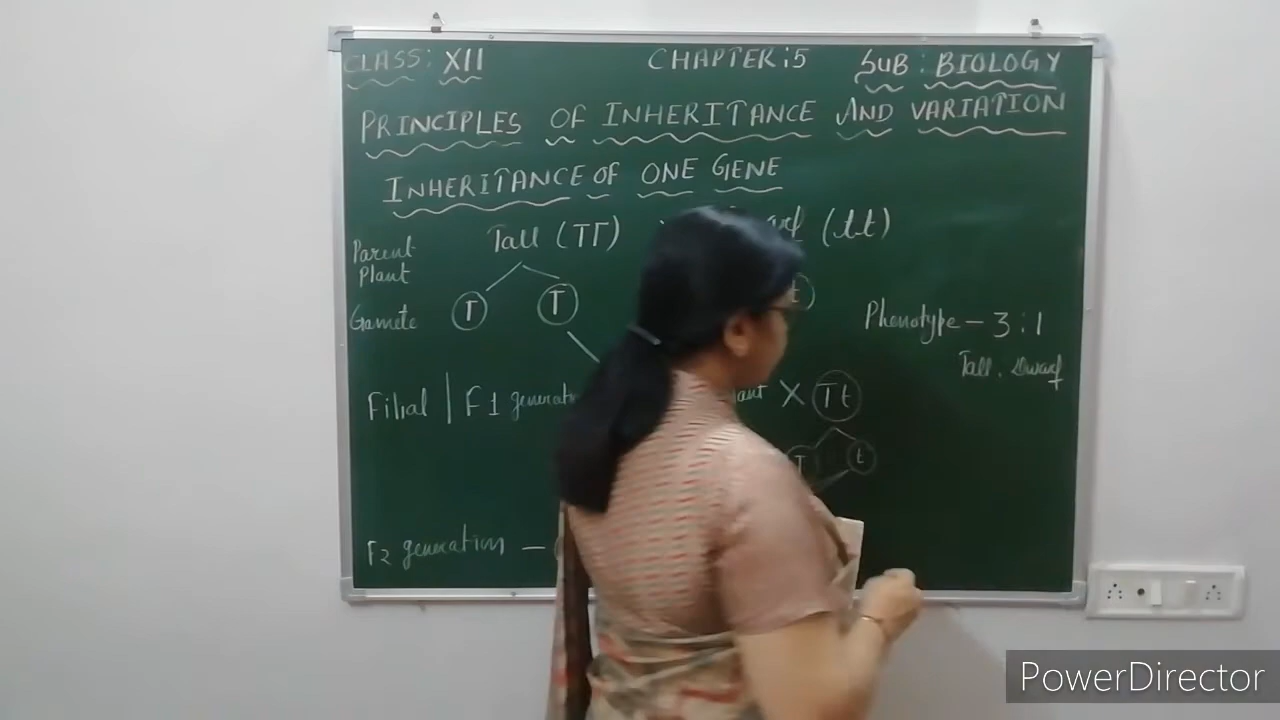 CLASS: XII CHAPTER:5 SUB: BIOLOGY
PRINCIPLES OF INHERITANCE AND VARIATION
INHERITANCE OF ONE GENE
Parent Plant Tall (TT) (tt)
Gamete T T t
Phenotype - 3:1
Tall. Dwarf
Filial | F1 X Tt
T t
F2 generation -
PowerDirector